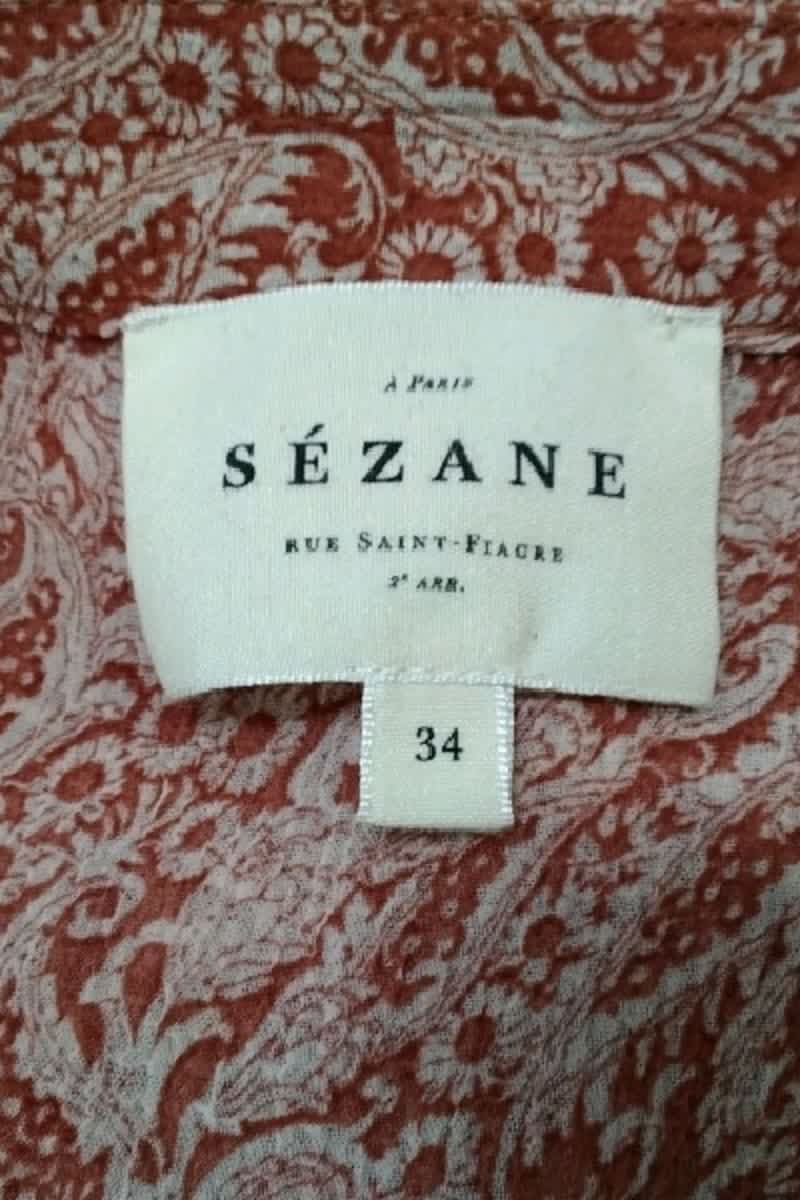 À PARIS
SÉZANE
RUE SAINT-FIACRE
2ᵉ ARR.
34